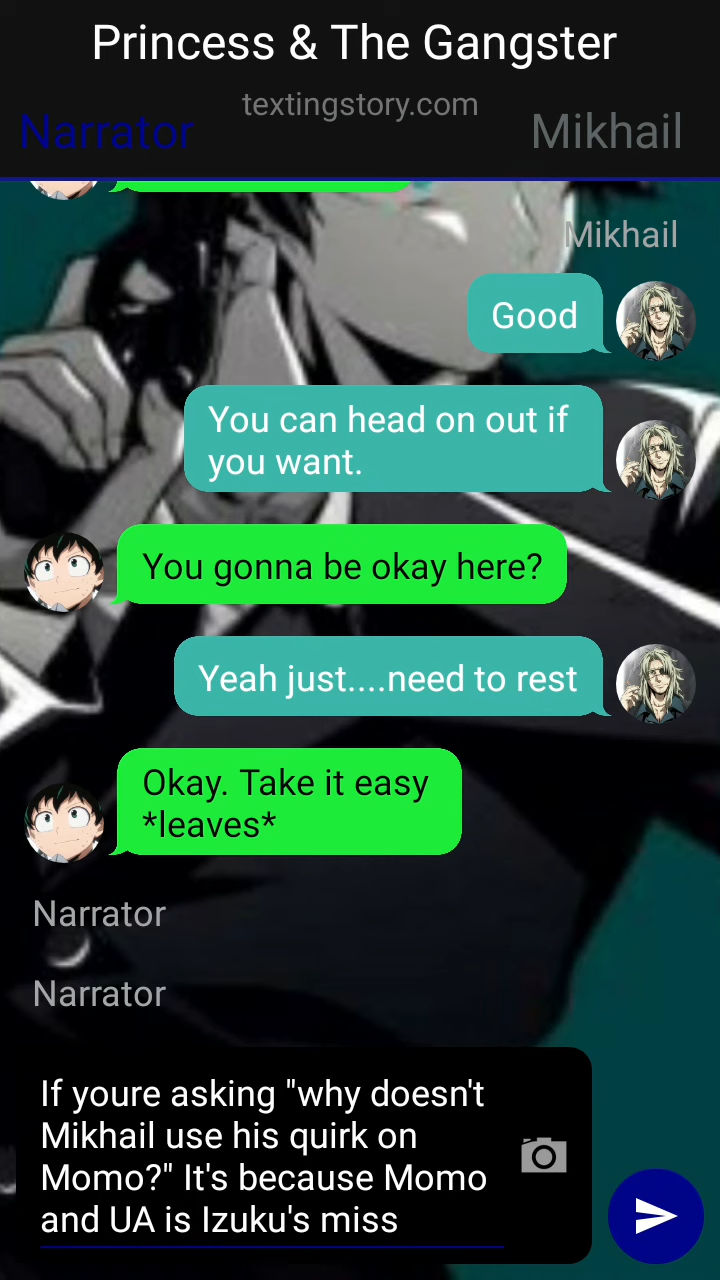 Princess & The Gangster
textingstory.com
Narrator
Mikhail
Mikhail
Good
You can head on out if
you want.
You gonna be okay here?
Yeah just....need to rest
Okay. Take it easy
*leaves*
Narrator
Narrator
If youre asking "why doesn't
Mikhail use his quirk on
Momo?" It's because Momo
and UA is Izuku's miss